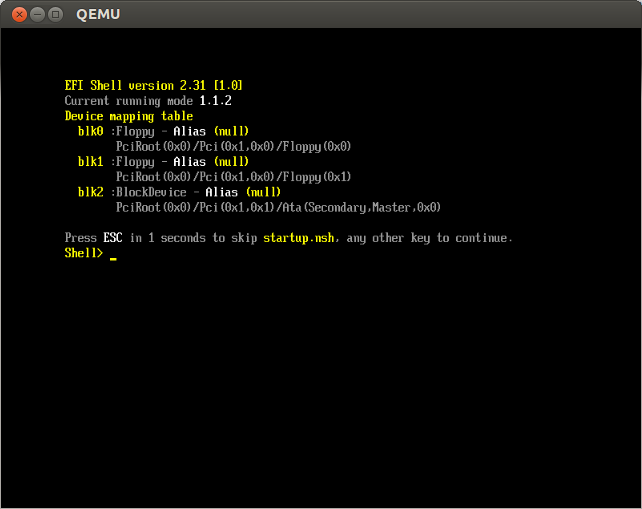 QEMU
EFI Shell version 2.31 [1.0]
Current running mode 1.1.2
Device mapping table
blk0 :Floppy - Alias (null)
PciRoot(0x0)/Pci(0x1,0x0)/Floppy(0x0)
blk1 :Floppy - Alias (null)
PciRoot(0x0)/Pci(0x1,0x0)/Floppy(0x1)
blk2 :BlockDevice - Alias (null)
PciRoot(0x0)/Pci(0x1,0x1)/Ata(Secondary,Master,0x0)
Press ESC in 1 seconds to skip startup.nsh, any other key to continue.
Shell> _